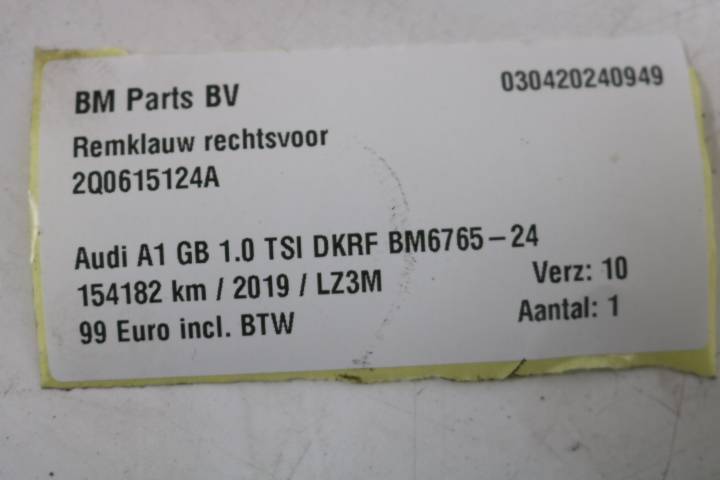 BM Parts BV 030420240949
Remklauw rechtsvoor
2Q0615124A
Audi A1 GB 1.0 TSI DKRF BM6765-24
154182 km / 2019 / LZ3M Verz: 10
99 Euro incl. BTW Aantal: 1